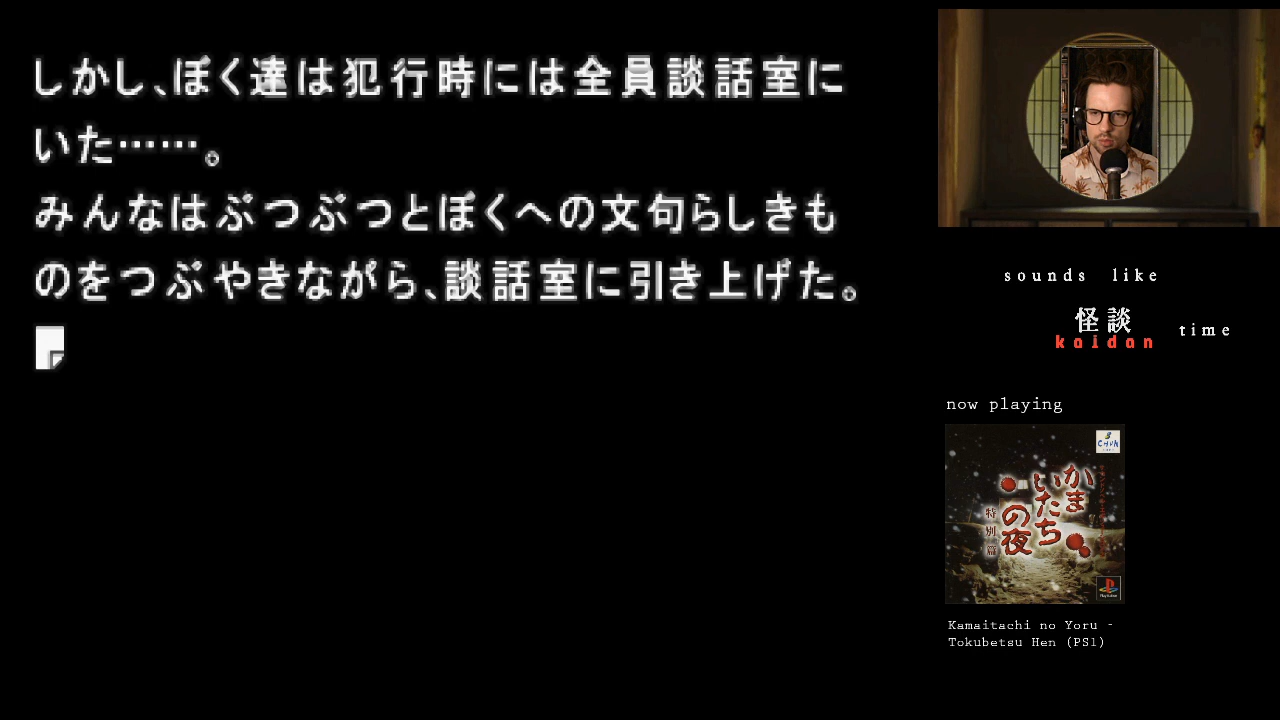 しかし、ぼく達は犯行時には全員談話室に
いた……。
みんなはぶつぶつとぼくへの文句らしきも
のをつぶやきながら、談話室に引き上げた。
sounds like
怪談
kaidan
time
now playing
CHUN
かま
いたち
の夜
特別篇
PlayStation
Kamaitachi no Yoru -
Tokubetsu Hen (PS1)